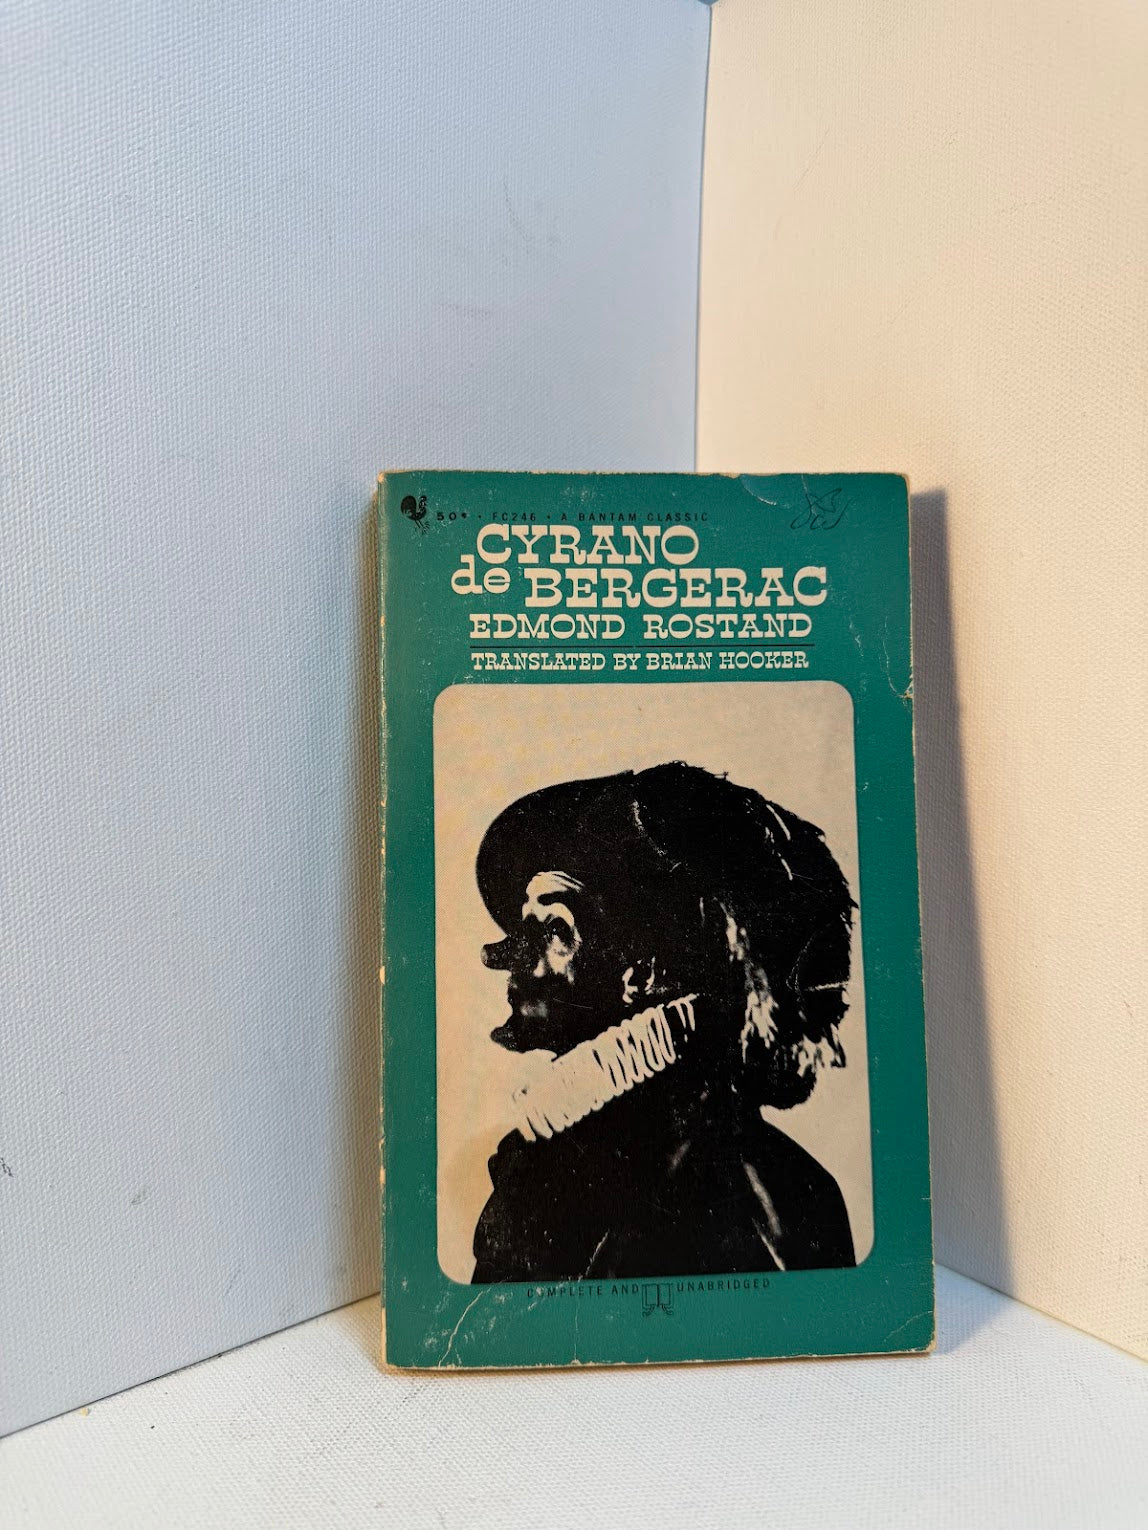 50¢ · FC246 · A BANTAM CLASSIC
CYRANO
de BERGERAC
EDMOND ROSTAND
TRANSLATED BY BRIAN HOOKER
COMPLETE AND UNABRIDGED